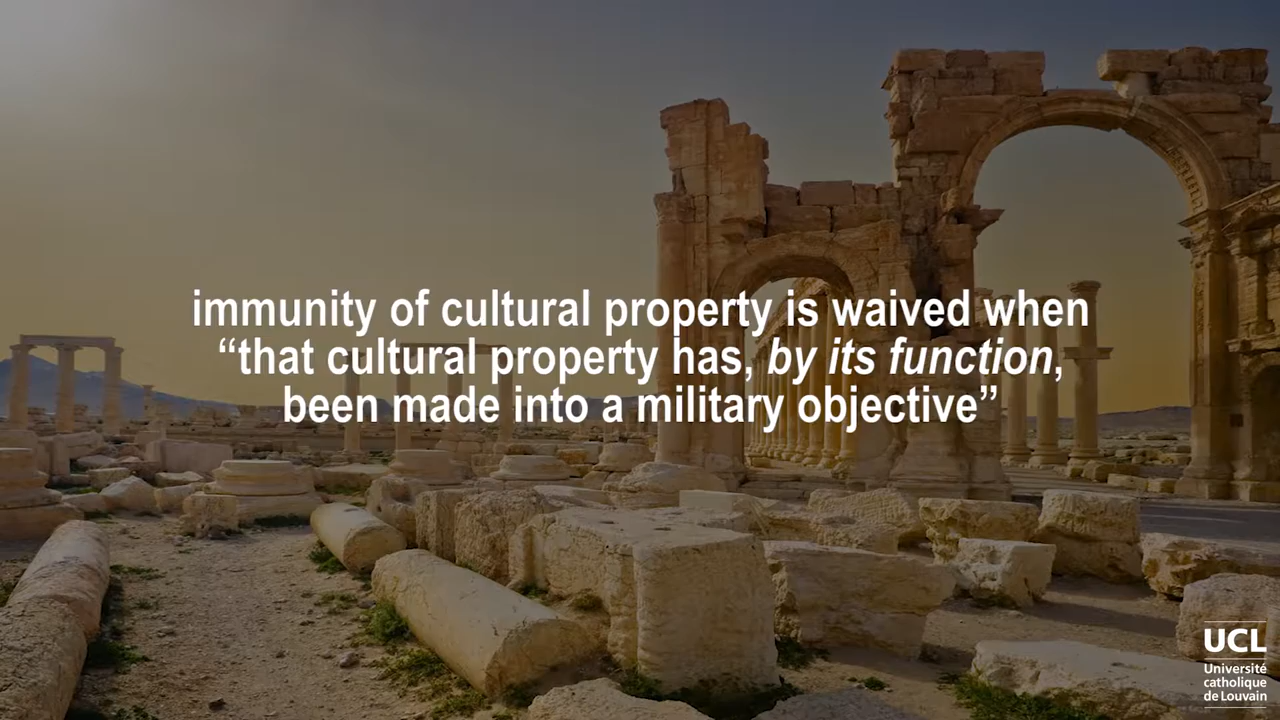 immunity of cultural property is waived when
“that cultural property has, by its function,
been made into a military objective”
UCL
Université
catholique
de Louvain